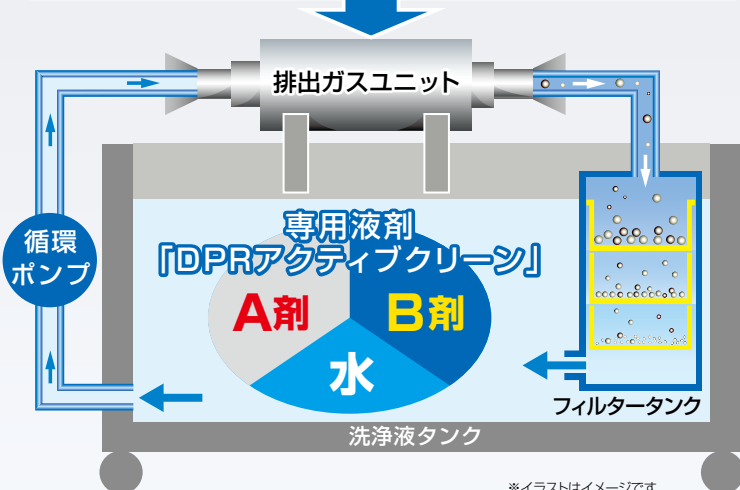 排出ガスユニット
循環
ポンプ
専用液剤
「DPRアクティブクリーン」
A剤
B剤
水
フィルタータンク
洗浄液タンク
※イラストはイメージです